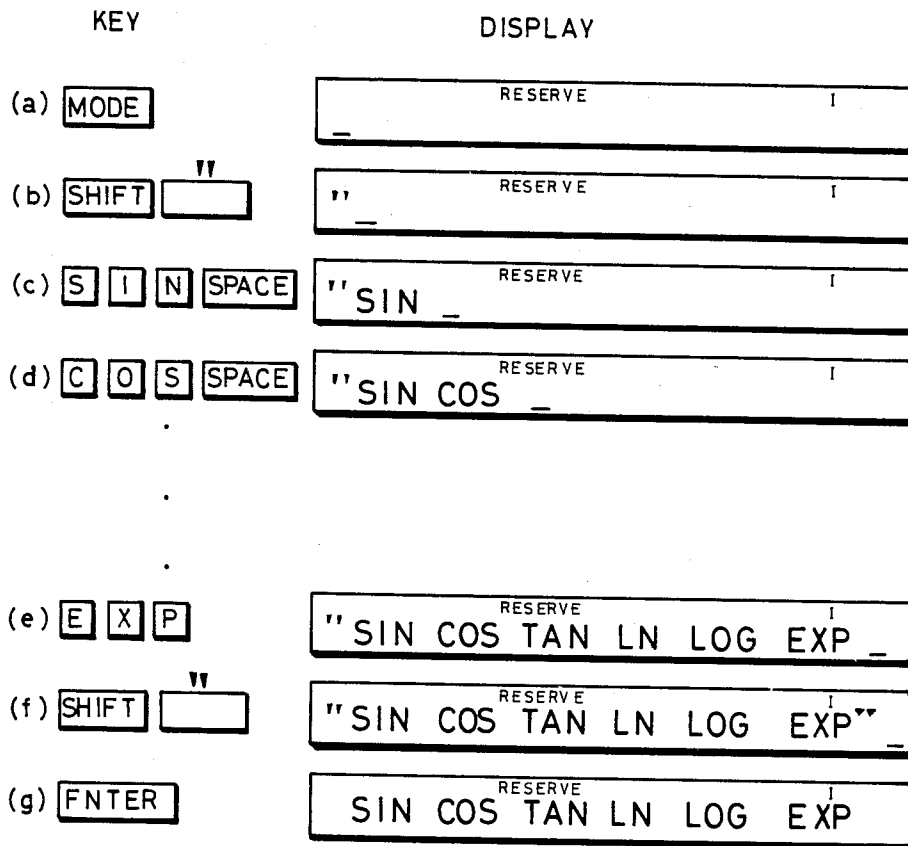 KEY DISPLAY
(a) MODE RESERVE I
_
"
(b) SHIFT RESERVE I
"_
(c) S I N SPACE RESERVE I
"SIN _
(d) C O S SPACE RESERVE I
"SIN COS _
.
.
.
(e) E X P RESERVE I
"SIN COS TAN LN LOG EXP _
"
(f) SHIFT RESERVE I
"SIN COS TAN LN LOG EXP"_
(g) FNTER RESERVE I
SIN COS TAN LN LOG EXP